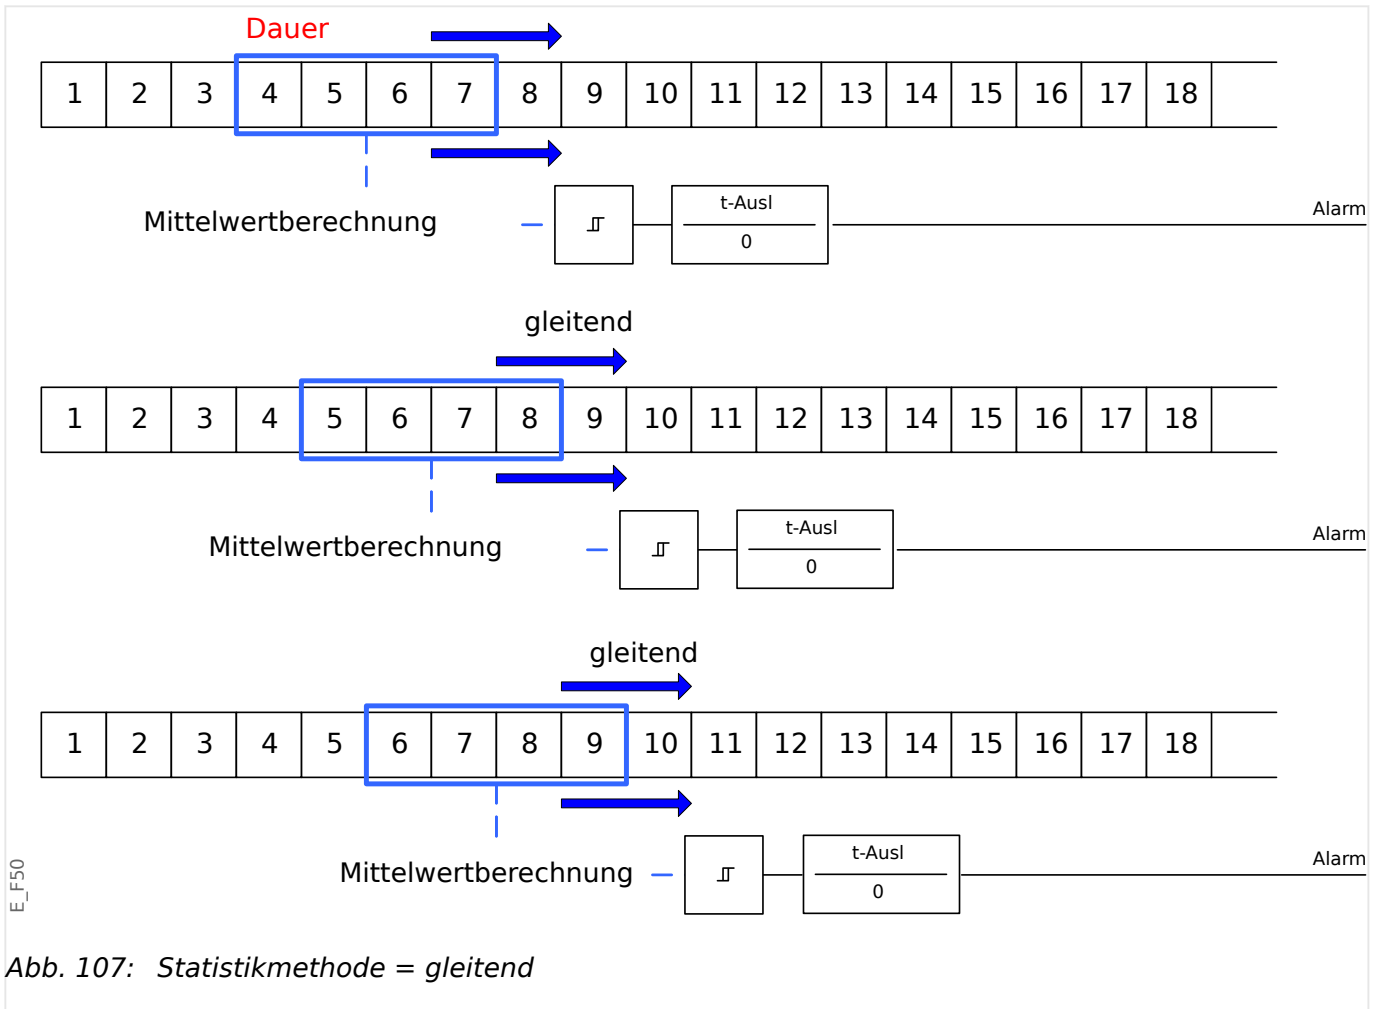 Dauer
1 2 3 4 5 6 7 8 9 10 11 12 13 14 15 16 17 18
Mittelwertberechnung
t-Ausl
0
Alarm
gleitend
1 2 3 4 5 6 7 8 9 10 11 12 13 14 15 16 17 18
Mittelwertberechnung
t-Ausl
0
Alarm
gleitend
1 2 3 4 5 6 7 8 9 10 11 12 13 14 15 16 17 18
Mittelwertberechnung
t-Ausl
0
Alarm
E_F50
Abb. 107: Statistikmethode = gleitend